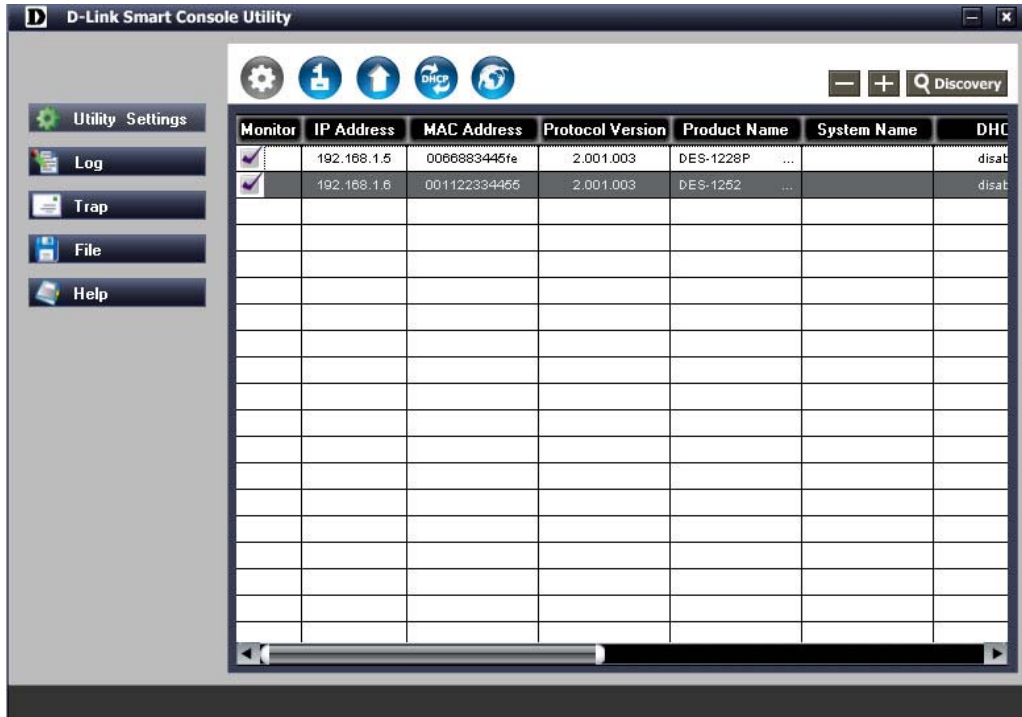 D D-Link Smart Console Utility
DHCP
Discovery
Utility Settings
Log
Trap
File
Help
Monitor IP Address MAC Address Protocol Version Product Name System Name DHC
192.168.1.5 0066883445fe 2.001.003 DES-1228P ... disab
192.168.1.6 001122334455 2.001.003 DES-1252 ... disab